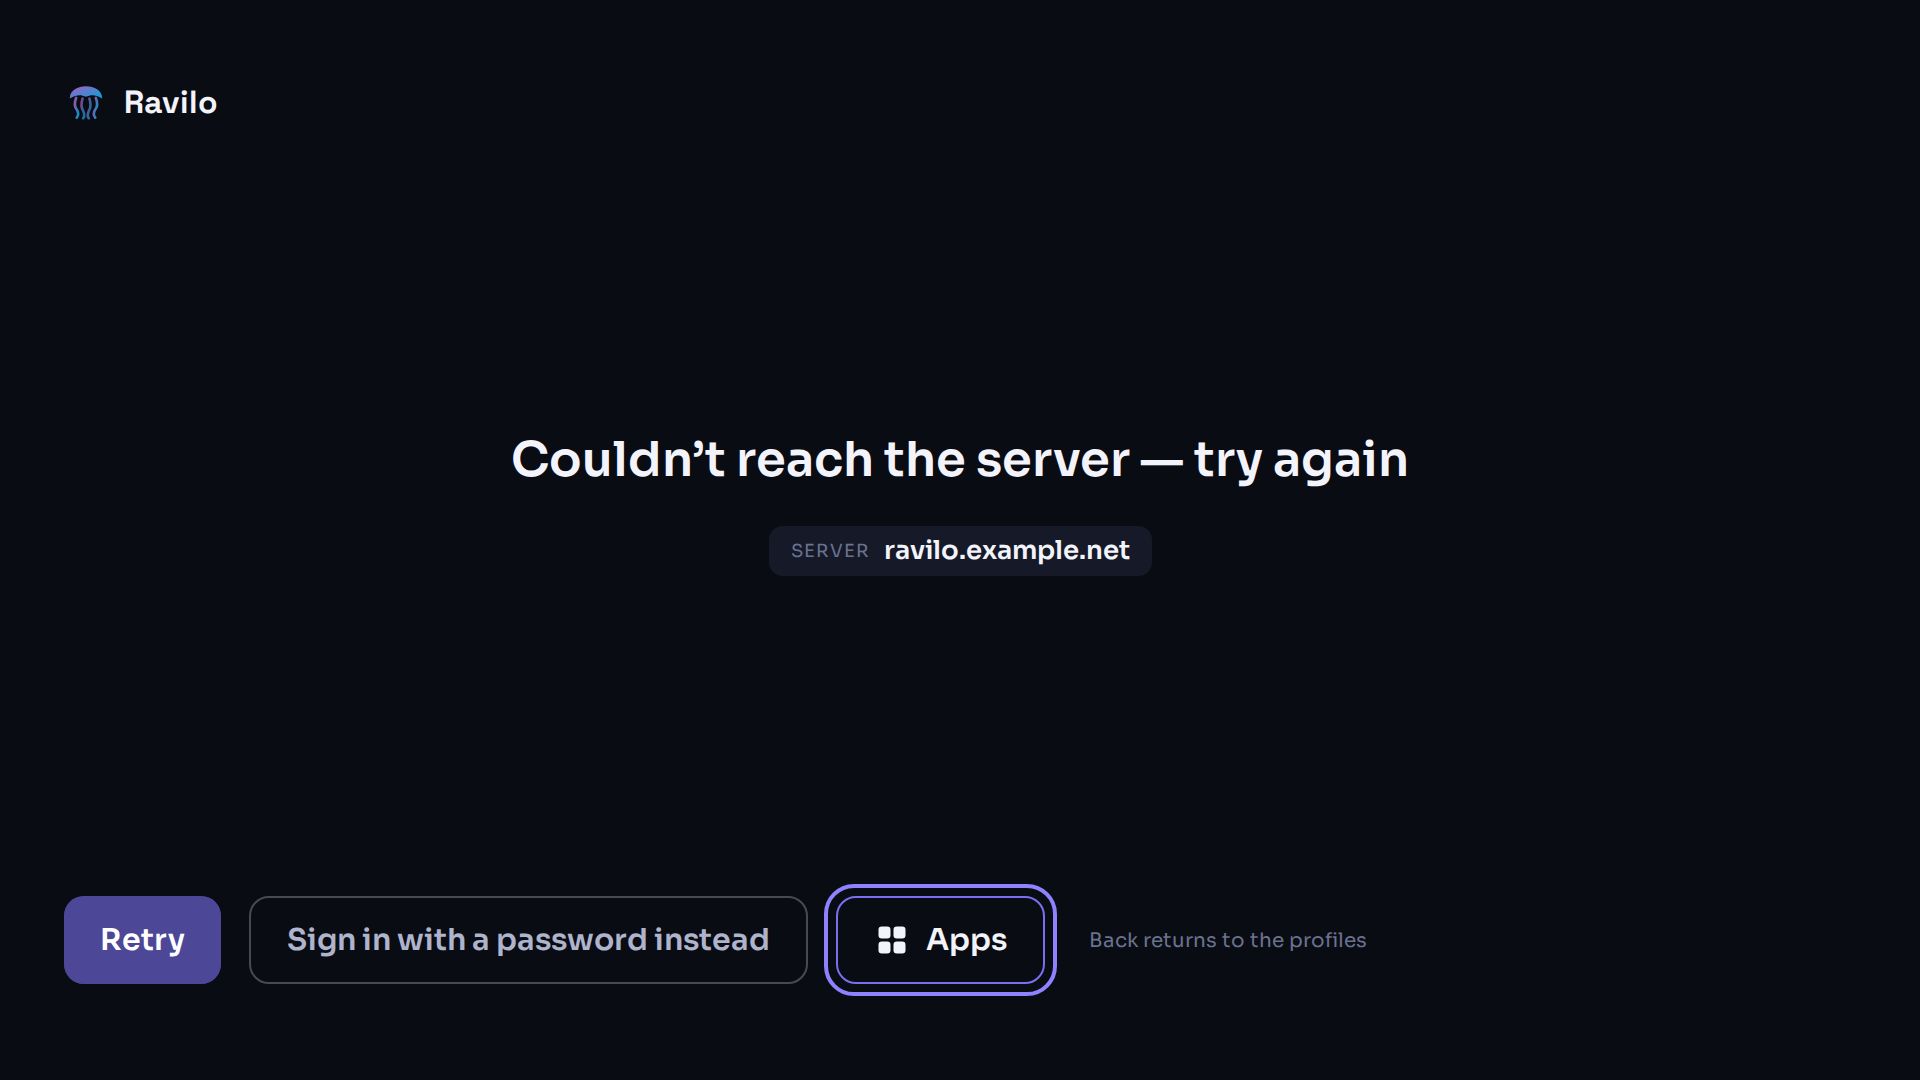 Ravilo
Couldn’t reach the server — try again
SERVER ravilo.example.net
Retry
Sign in with a password instead
Apps
Back returns to the profiles